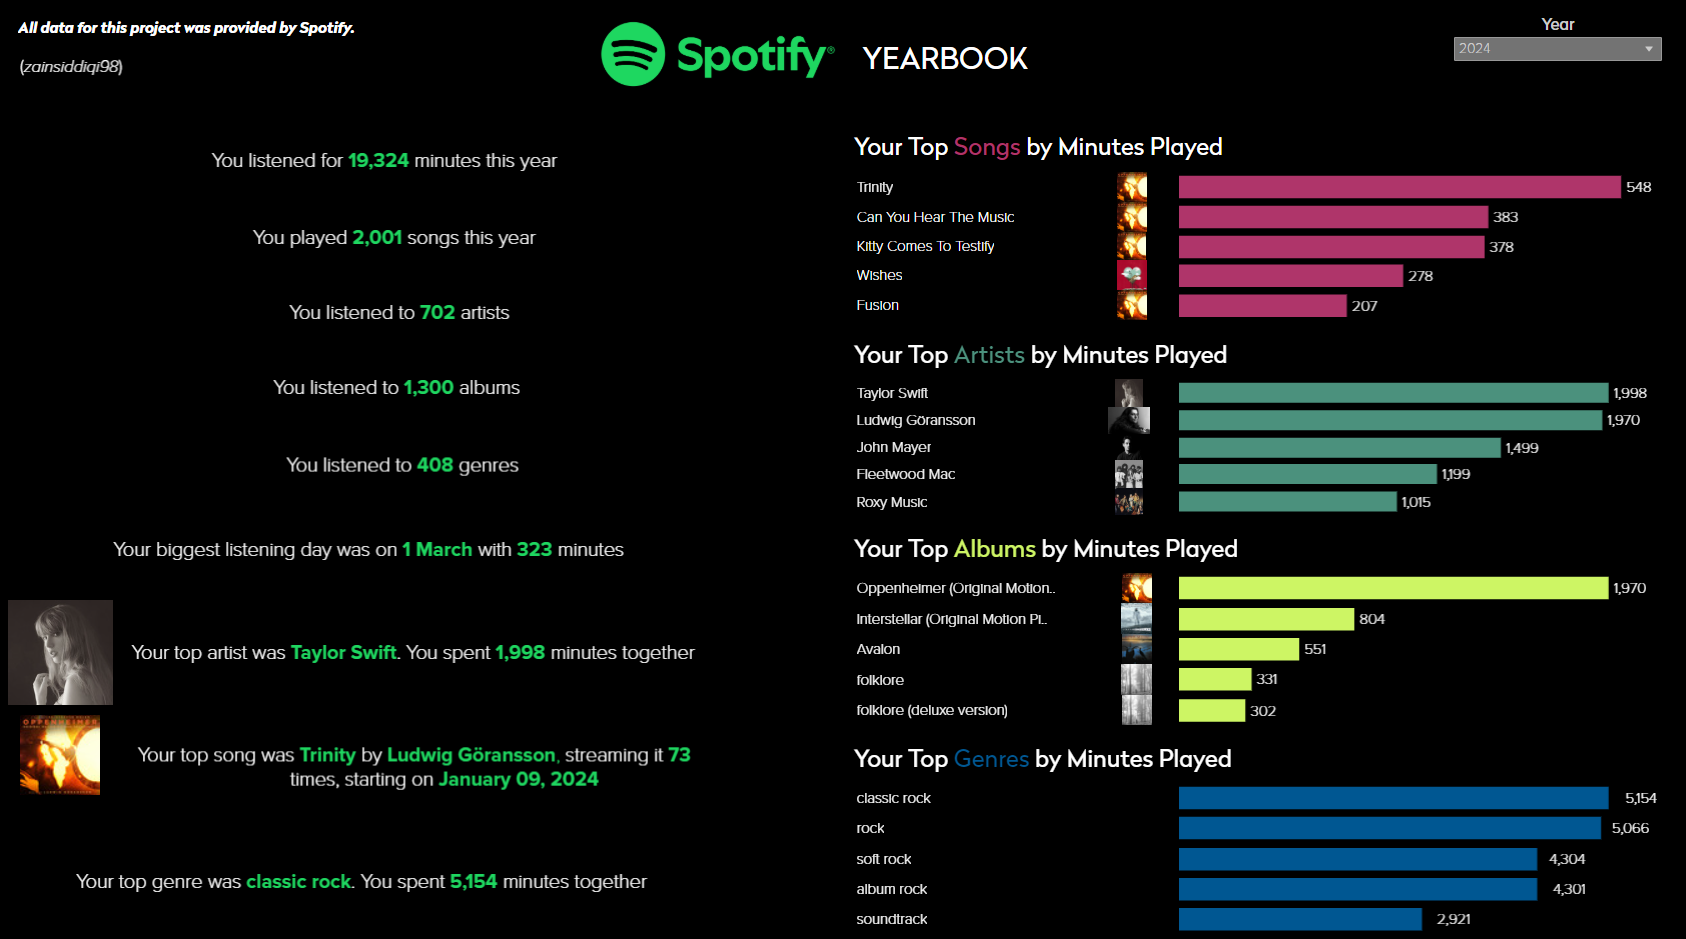 All data for this project was provided by Spotify.
(zainsiddiqi98)
Spotify® YEARBOOK
Year
2024
You listened for 19,324 minutes this year
You played 2,001 songs this year
You listened to 702 artists
You listened to 1,300 albums
You listened to 408 genres
Your biggest listening day was on 1 March with 323 minutes
Your top artist was Taylor Swift. You spent 1,998 minutes together
OPPENHEIMER
Your top song was Trinity by Ludwig Göransson, streaming it 73
times, starting on January 09, 2024
Your top genre was classic rock. You spent 5,154 minutes together
Your Top Songs by Minutes Played
Trinity 548
Can You Hear The Music 383
Kitty Comes To Testify 378
Wishes 278
Fusion 207
Your Top Artists by Minutes Played
Taylor Swift 1,998
Ludwig Göransson 1,970
John Mayer 1,499
Fleetwood Mac 1,199
Roxy Music 1,015
Your Top Albums by Minutes Played
Oppenheimer (Original Motion.. 1,970
Interstellar (Original Motion Pi.. 804
Avalon 551
folklore 331
folklore (deluxe version) 302
Your Top Genres by Minutes Played
classic rock 5,154
rock 5,066
soft rock 4,304
album rock 4,301
soundtrack 2,921